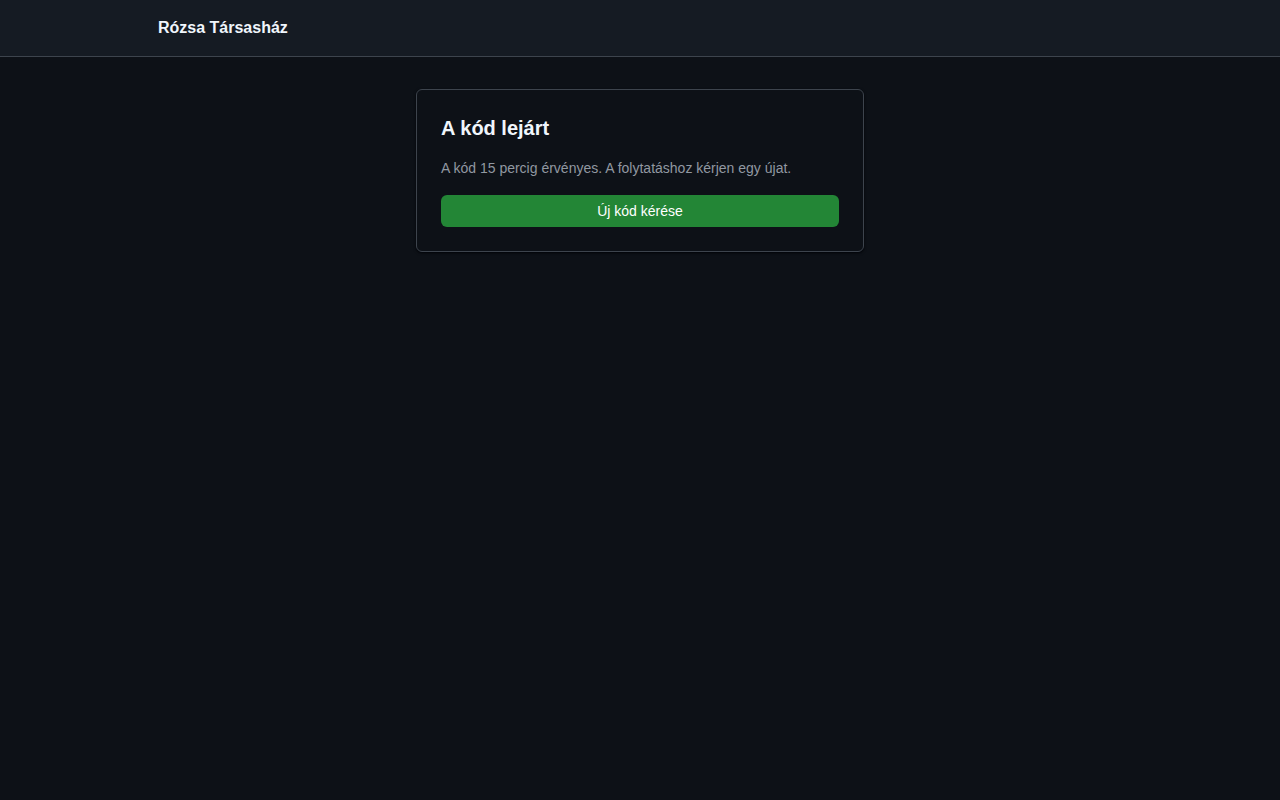 Rózsa Társasház
A kód lejárt
A kód 15 percig érvényes. A folytatáshoz kérjen egy újat.
Új kód kérése